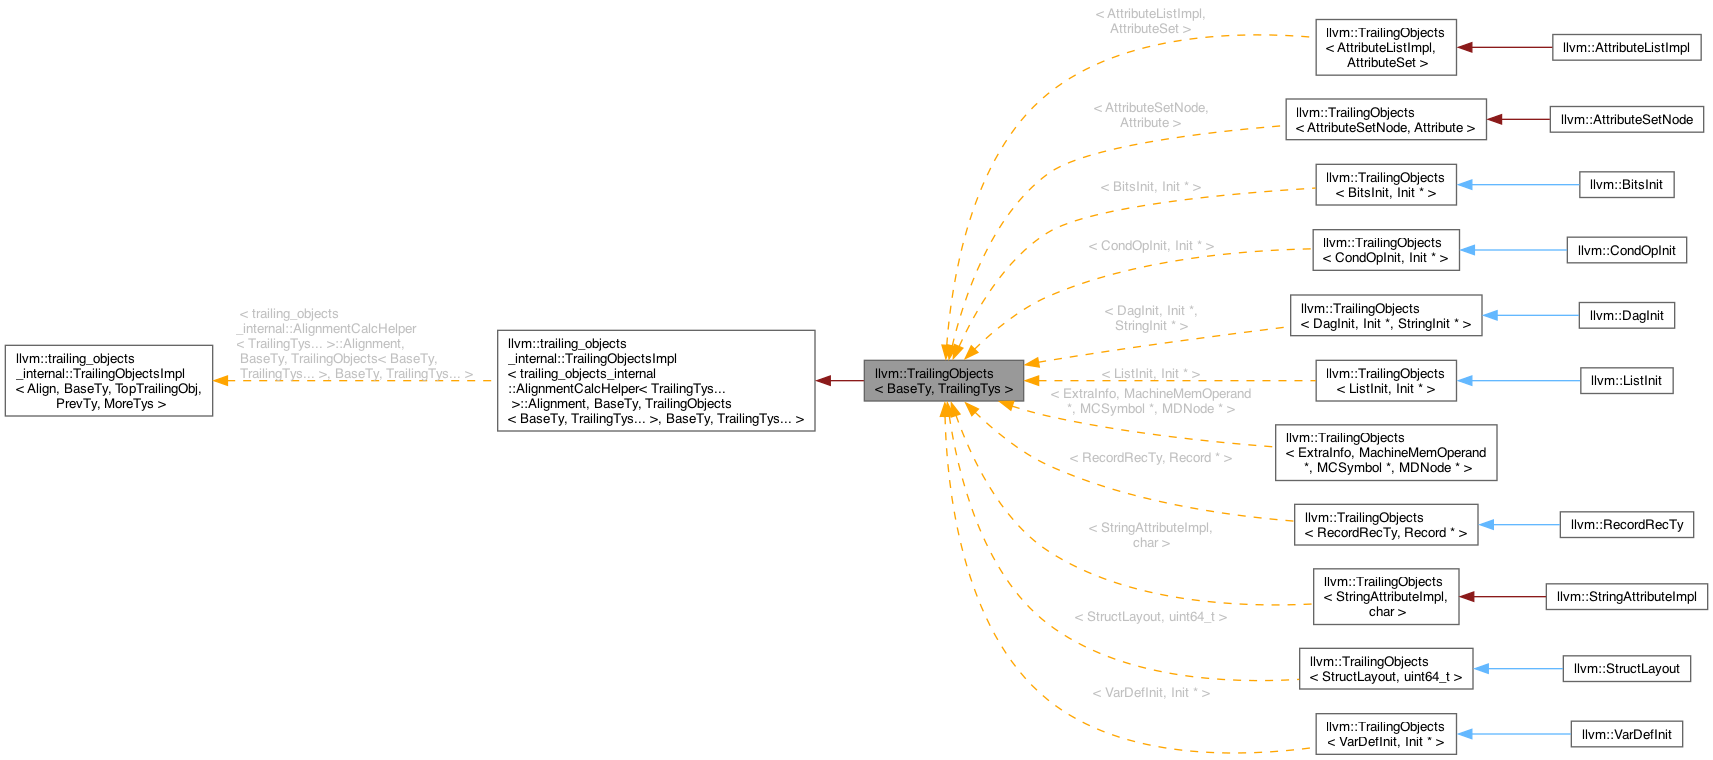 llvm::trailing_objects
_internal::TrailingObjectsImpl
< Align, BaseTy, TopTrailingObj,
PrevTy, MoreTys >
< trailing_objects
_internal::AlignmentCalcHelper
< TrailingTys... >::Alignment,
BaseTy, TrailingObjects< BaseTy,
TrailingTys... >, BaseTy, TrailingTys... >
llvm::trailing_objects
_internal::TrailingObjectsImpl
< trailing_objects_internal
::AlignmentCalcHelper< TrailingTys...
>::Alignment, BaseTy, TrailingObjects
< BaseTy, TrailingTys... >, BaseTy, TrailingTys... >
llvm::TrailingObjects
< BaseTy, TrailingTys >
< AttributeListImpl,
AttributeSet >
llvm::TrailingObjects
< AttributeListImpl,
AttributeSet >
llvm::AttributeListImpl
< AttributeSetNode,
Attribute >
llvm::TrailingObjects
< AttributeSetNode, Attribute >
llvm::AttributeSetNode
< BitsInit, Init * >
llvm::TrailingObjects
< BitsInit, Init * >
llvm::BitsInit
< CondOpInit, Init * >
llvm::TrailingObjects
< CondOpInit, Init * >
llvm::CondOpInit
< DagInit, Init *,
StringInit * >
llvm::TrailingObjects
< DagInit, Init *, StringInit * >
llvm::DagInit
< ListInit, Init * >
llvm::TrailingObjects
< ListInit, Init * >
llvm::ListInit
< ExtraInfo, MachineMemOperand
*, MCSymbol *, MDNode * >
llvm::TrailingObjects
< ExtraInfo, MachineMemOperand
*, MCSymbol *, MDNode * >
< RecordRecTy, Record * >
llvm::TrailingObjects
< RecordRecTy, Record * >
llvm::RecordRecTy
< StringAttributeImpl,
char >
llvm::TrailingObjects
< StringAttributeImpl,
char >
llvm::StringAttributeImpl
< StructLayout, uint64_t >
llvm::TrailingObjects
< StructLayout, uint64_t >
llvm::StructLayout
< VarDefInit, Init * >
llvm::TrailingObjects
< VarDefInit, Init * >
llvm::VarDefInit